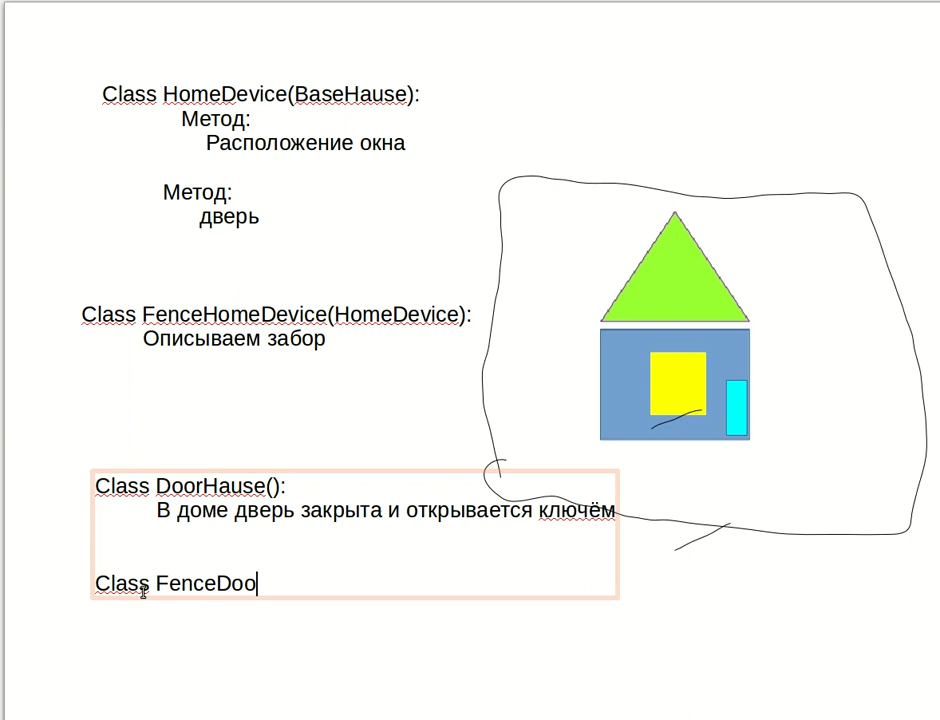 Class HomeDevice(BaseHause):
Метод:
Расположение окна
Метод:
дверь
Class FenceHomeDevice(HomeDevice):
Описываем забор
Class DoorHause():
В доме дверь закрыта и открывается ключём
Class FenceDoo